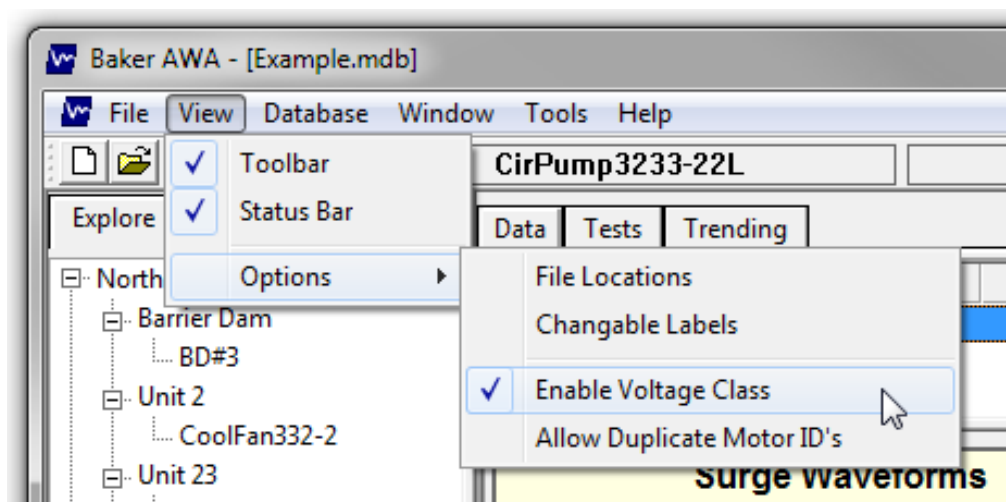 Baker AWA - [Example.mdb]
File View Database Window Tools Help
Toolbar
Status Bar
Options
CirPump3233-22L
Explore
Data Tests Trending
File Locations
Changable Labels
Enable Voltage Class
Allow Duplicate Motor ID's
North
Barrier Dam
BD#3
Unit 2
CoolFan332-2
Unit 23
Surge Waveforms